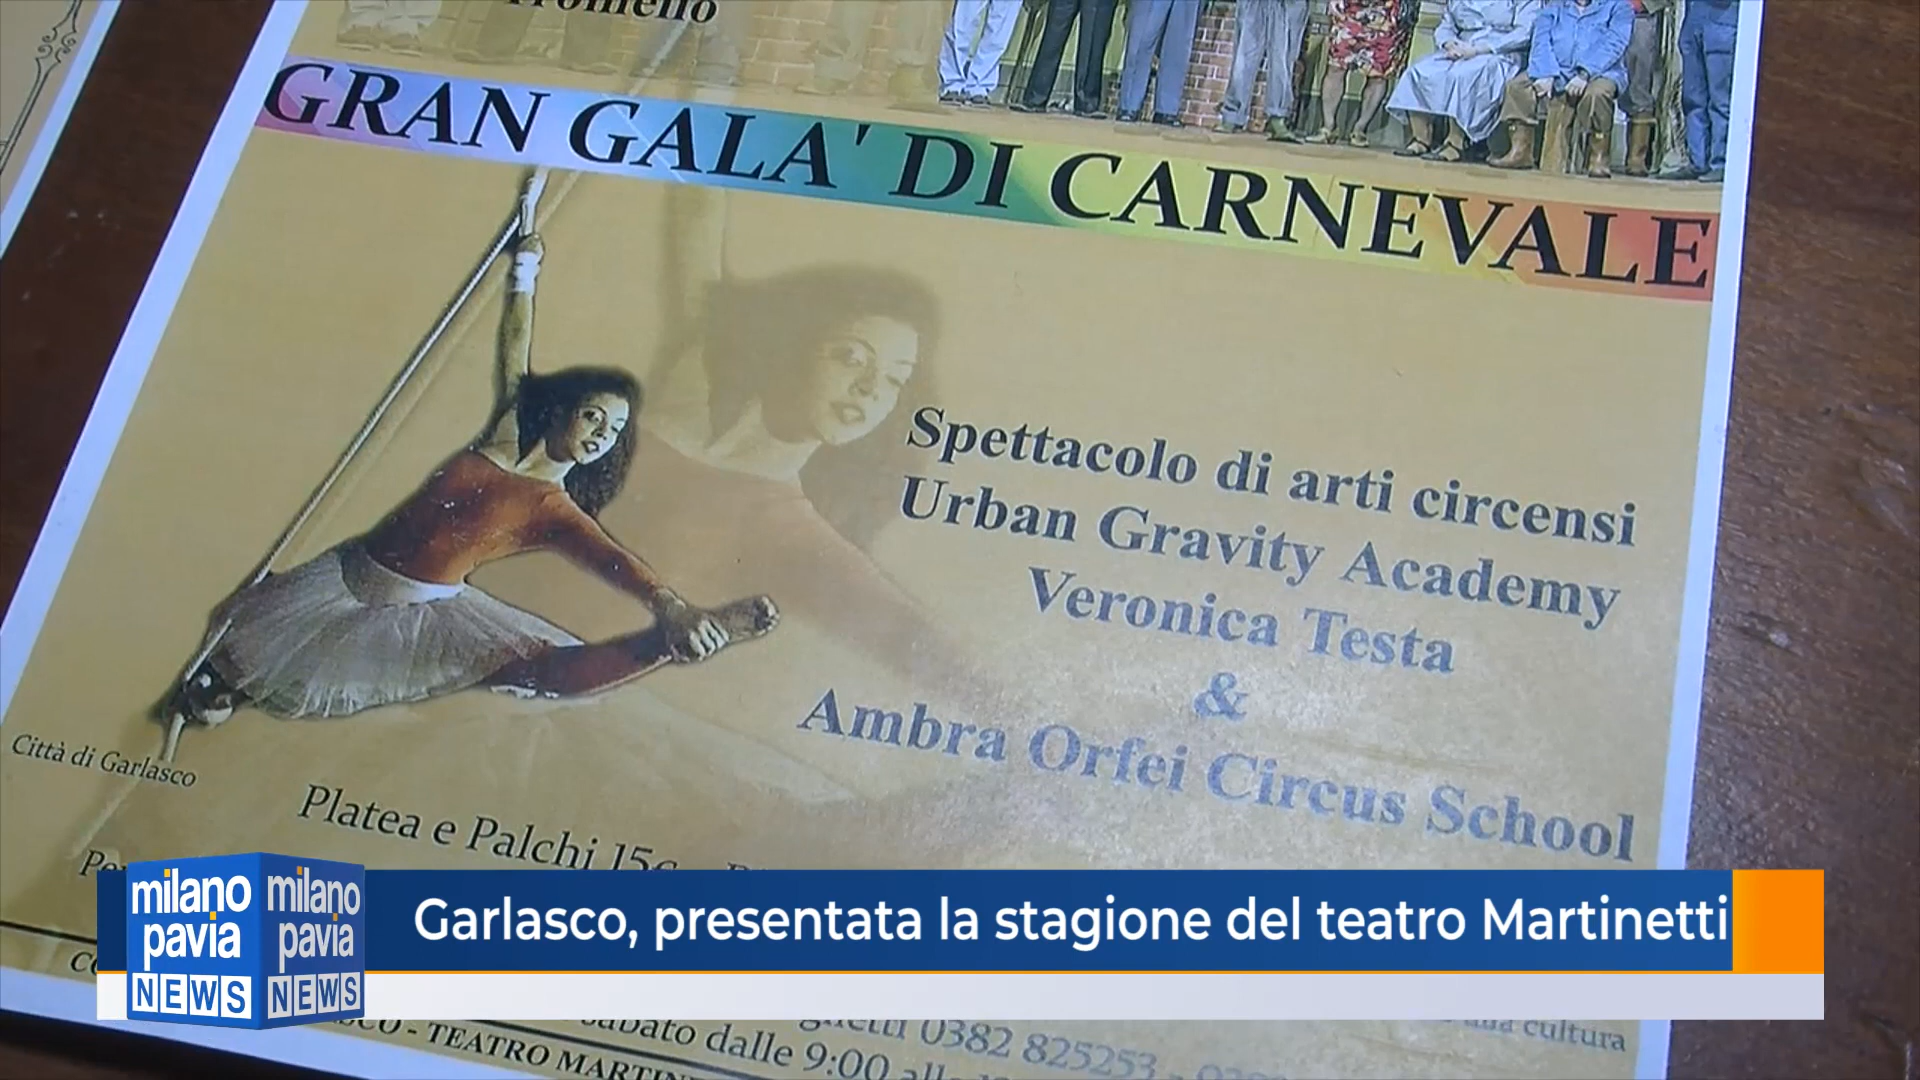 GRAN GALA' DI CARNEVALE
Spettacolo di arti circensi
Urban Gravity Academy
Veronica Testa
&
Ambra Orfei Circus School
Città di Garlasco
Platea e Palchi 15€
milano
pavia
NEWS
milano
pavia
NEWS
Garlasco, presentata la stagione del teatro Martinetti
cultura
0382 825253 -
sabato dalle 9:00
- TEATRO